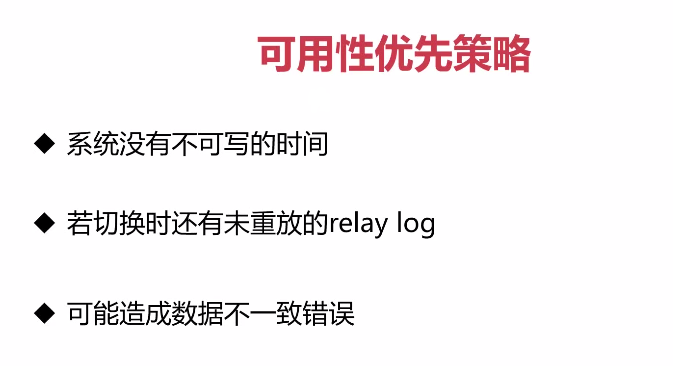 可用性优先策略
◆ 系统没有不可写的时间
◆ 若切换时还有未重放的relay log
◆ 可能造成数据不一致错误